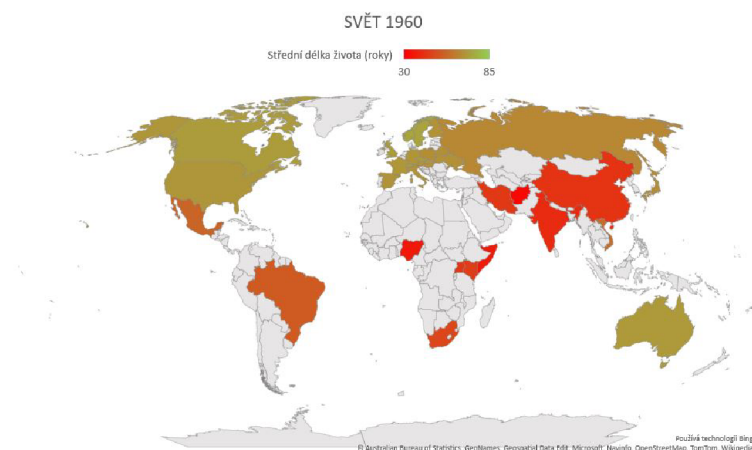 SVĚT 1960
Střední délka života (roky)
30 85
Používá technologii Bing
© Australian Bureau of Statistics, GeoNames, Geospatial Data Edit, Microsoft, Navinfo, OpenStreetMap, TomTom, Wikipedia